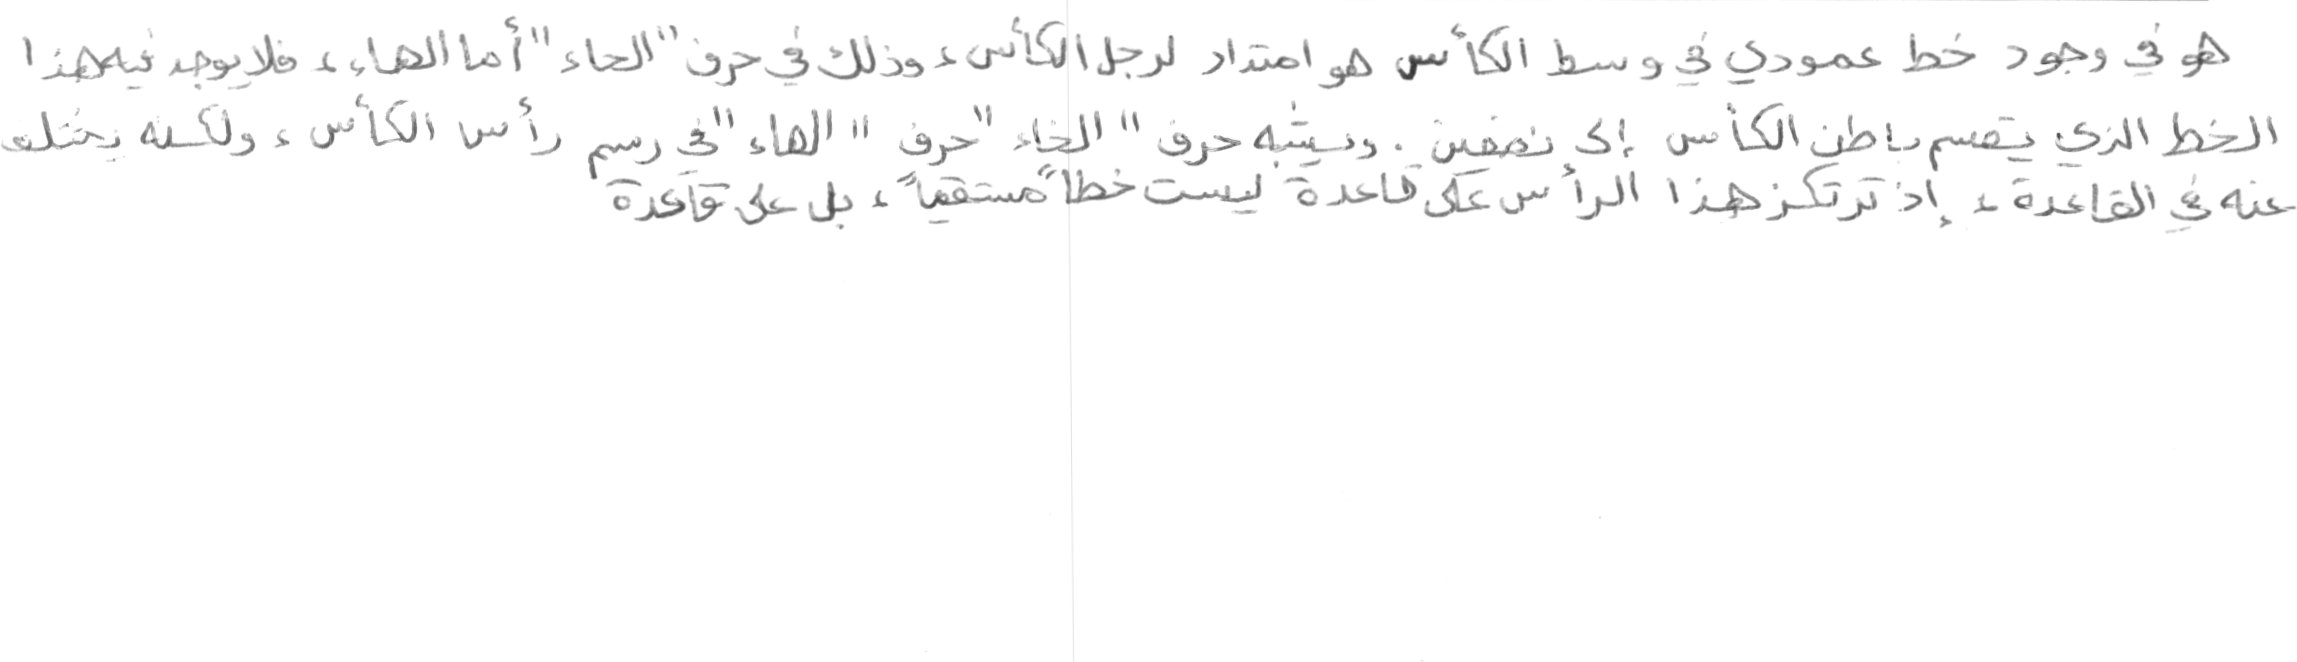 هو في وجود خط عمودي في وسط الكأس هو امتداد لرجل الكأس، وذلك في حرف "الحاء" أما الهاء، فلا يوجد فيه هذا
الخط الذي يقسم باطن الكأس إلى نصفين. ويشبه حرف "الخاء" حرف "الهاء" في رسم رأس الكأس، ولكنه يختلف
عنه في القاعدة، إذ ترتكز هذا الرأس على قاعدة ليست خطاً مستقيماً، بل على قاعدة